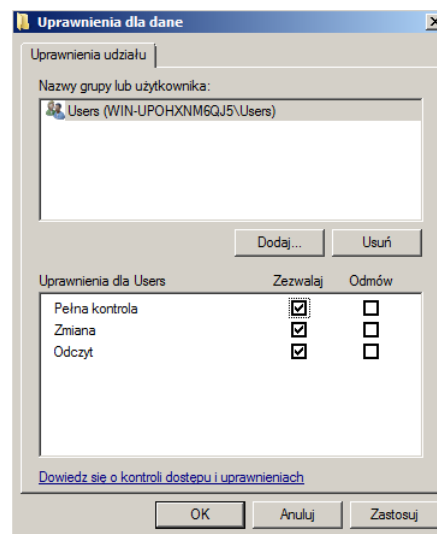 Uprawnienia dla dane
Uprawnienia udziału
Nazwy grupy lub użytkownika:
Users (WIN-UPOHXNM6QJ5\Users)
Dodaj... Usuń
Uprawnienia dla Users Zezwalaj Odmów
Pełna kontrola
Zmiana
Odczyt
Dowiedz się o kontroli dostępu i uprawnieniach
OK Anuluj Zastosuj